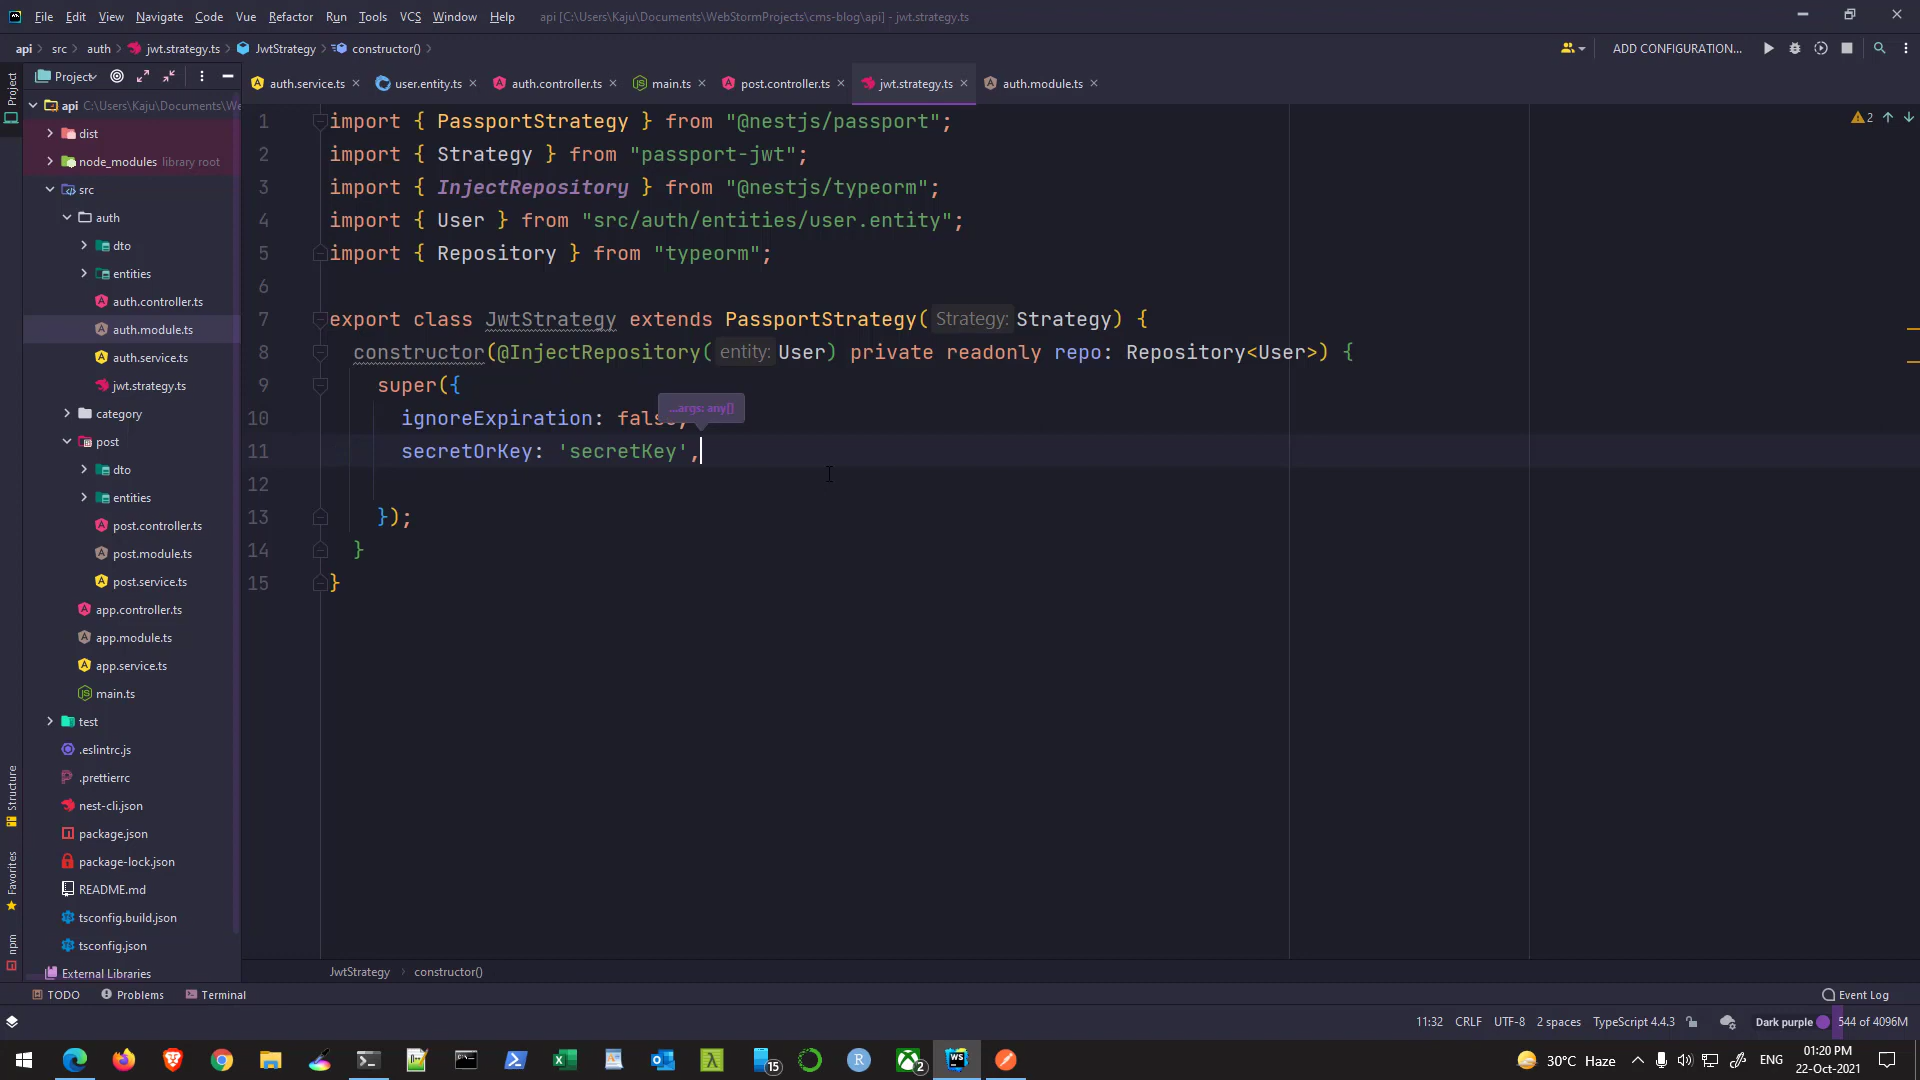 File Edit View Navigate Code Vue Refactor Run Tools VCS Window Help api [C:\Users\Kaju\Documents\WebStormProjects\cms-blog\api] - jwt.strategy.ts
api src auth jwt.strategy.ts JwtStrategy constructor() ADD CONFIGURATION...
Project
auth.service.ts user.entity.ts auth.controller.ts main.ts post.controller.ts jwt.strategy.ts auth.module.ts
Project
api C:\Users\Kaju\Documents\W
dist
node_modules library root
src
auth
dto
entities
auth.controller.ts
auth.module.ts
auth.service.ts
jwt.strategy.ts
category
post
dto
entities
post.controller.ts
post.module.ts
post.service.ts
app.controller.ts
app.module.ts
app.service.ts
main.ts
test
.eslintrc.js
.prettierrc
nest-cli.json
package.json
package-lock.json
README.md
tsconfig.build.json
tsconfig.json
External Libraries
Structure
Favorites
npm
2
1 import { PassportStrategy } from "@nestjs/passport";
2 import { Strategy } from "passport-jwt";
3 import { InjectRepository } from "@nestjs/typeorm";
4 import { User } from "src/auth/entities/user.entity";
5 import { Repository } from "typeorm";
6
7 export class JwtStrategy extends PassportStrategy( Strategy: Strategy) {
8 constructor(@InjectRepository( entity: User) private readonly repo: Repository<User>) {
9 super({
...args: any[]
10 ignoreExpiration: false,
11 secretOrKey: 'secretKey',
12
13 });
14 }
15 }
JwtStrategy constructor()
TODO Problems Terminal Event Log
11:32 CRLF UTF-8 2 spaces TypeScript 4.4.3 Dark purple 544 of 4096M
15 R 2 WS 30°C Haze ENG 01:20 PM
22-Oct-2021